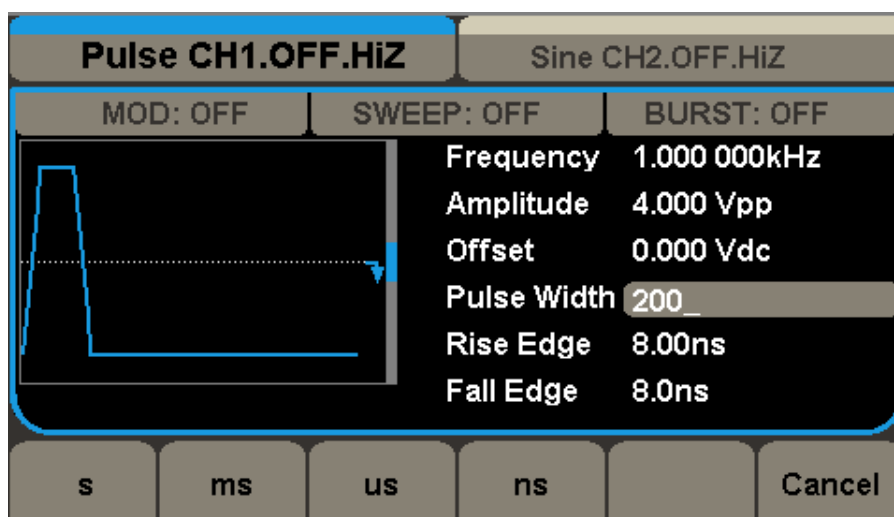 Pulse CH1.OFF.HiZ Sine CH2.OFF.HiZ
MOD: OFF SWEEP: OFF BURST: OFF
Frequency 1.000 000kHz
Amplitude 4.000 Vpp
Offset 0.000 Vdc
Pulse Width 200_
Rise Edge 8.00ns
Fall Edge 8.0ns
s ms us ns Cancel